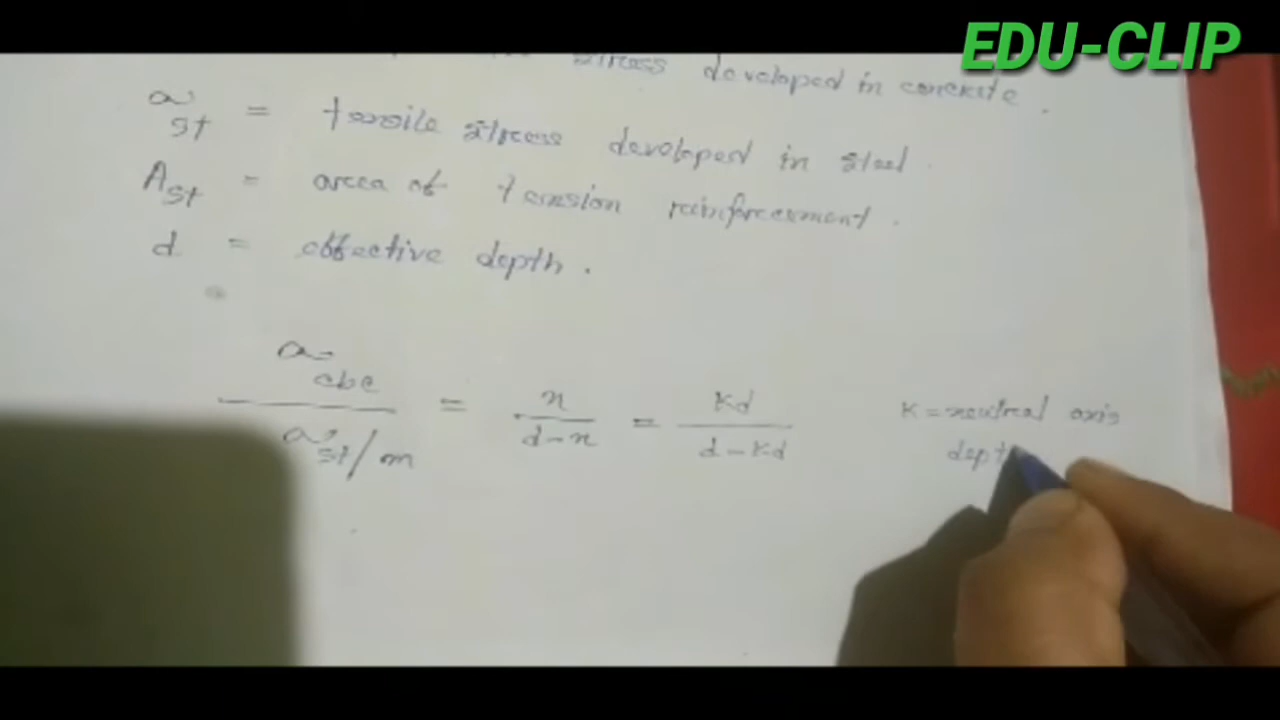 EDU-CLIP
stress developed in concrete.
σst = tensile stress developed in steel.
Ast = area of tension reinforcement.
d = effective depth.
σcbc / σst/m = n / d-n = Kd / d-Kd
K = neutral axis
dept